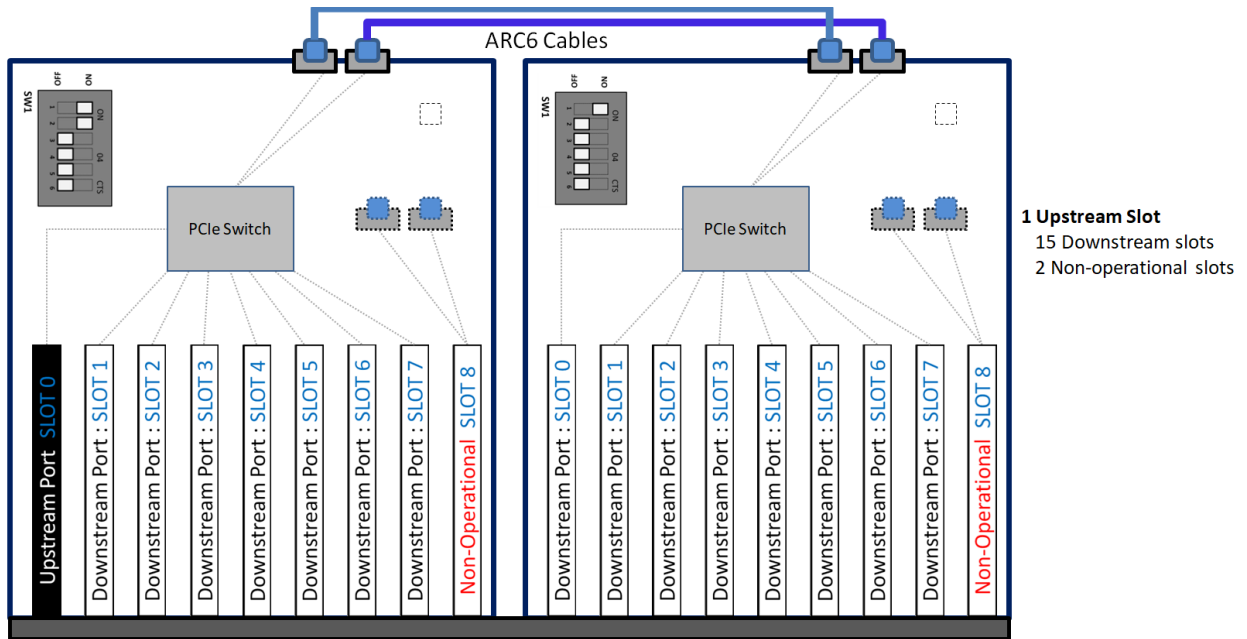 ARC6 Cables
OFF
ON
SW1
1
2
3
4
5
6
ON
04
CTS
PCIe Switch
Upstream Port SLOT 0
Downstream Port : SLOT 1
Downstream Port : SLOT 2
Downstream Port : SLOT 3
Downstream Port : SLOT 4
Downstream Port : SLOT 5
Downstream Port : SLOT 6
Downstream Port : SLOT 7
Non-Operational SLOT 8
OFF
ON
SW1
1
2
3
4
5
6
ON
04
CTS
PCIe Switch
Downstream Port : SLOT 0
Downstream Port : SLOT 1
Downstream Port : SLOT 2
Downstream Port : SLOT 3
Downstream Port : SLOT 4
Downstream Port : SLOT 5
Downstream Port : SLOT 6
Downstream Port : SLOT 7
Non-Operational SLOT 8
1 Upstream Slot
15 Downstream slots
2 Non-operational slots